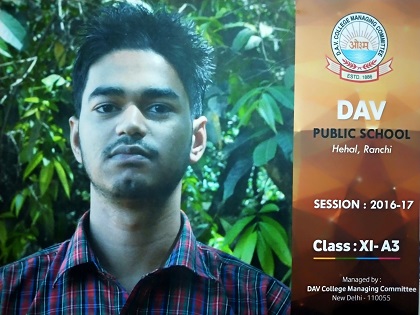 D.A.V. COLLEGE MANAGING COMMITTEE
ओ३म्
ESTD. 1886
DAV
PUBLIC SCHOOL
Hehal, Ranchi
SESSION : 2016-17
Class : XI- A3
Managed by :
DAV College Managing Committee
New Delhi - 110055